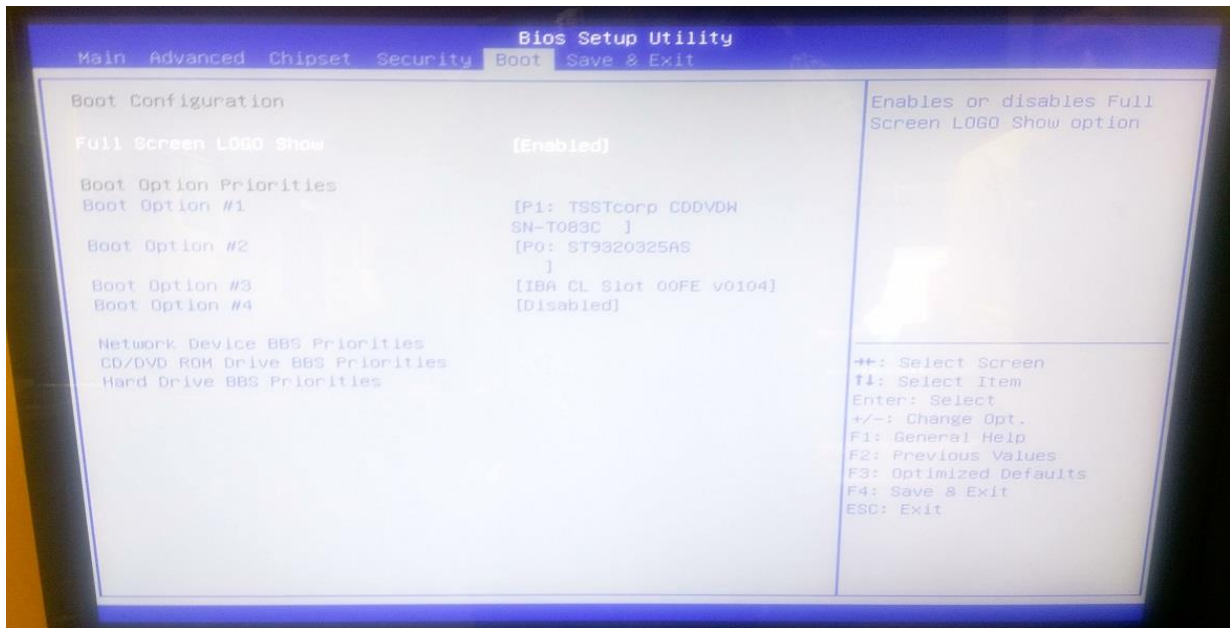 Bios Setup Utility
Main Advanced Chipset Security Boot Save & Exit
Boot Configuration
Full Screen LOGO Show [Enabled]
Boot Option Priorities
Boot Option #1 [P1: TSSTcorp CDDVDW
SN-T083C ]
Boot Option #2 [P0: ST9320325AS
]
Boot Option #3 [IBA CL Slot 00FE v0104]
Boot Option #4 [Disabled]
Network Device BBS Priorities
CD/DVD ROM Drive BBS Priorities
Hard Drive BBS Priorities
Enables or disables Full
Screen LOGO Show option
→←: Select Screen
↑↓: Select Item
Enter: Select
+/-: Change Opt.
F1: General Help
F2: Previous Values
F3: Optimized Defaults
F4: Save & Exit
ESC: Exit